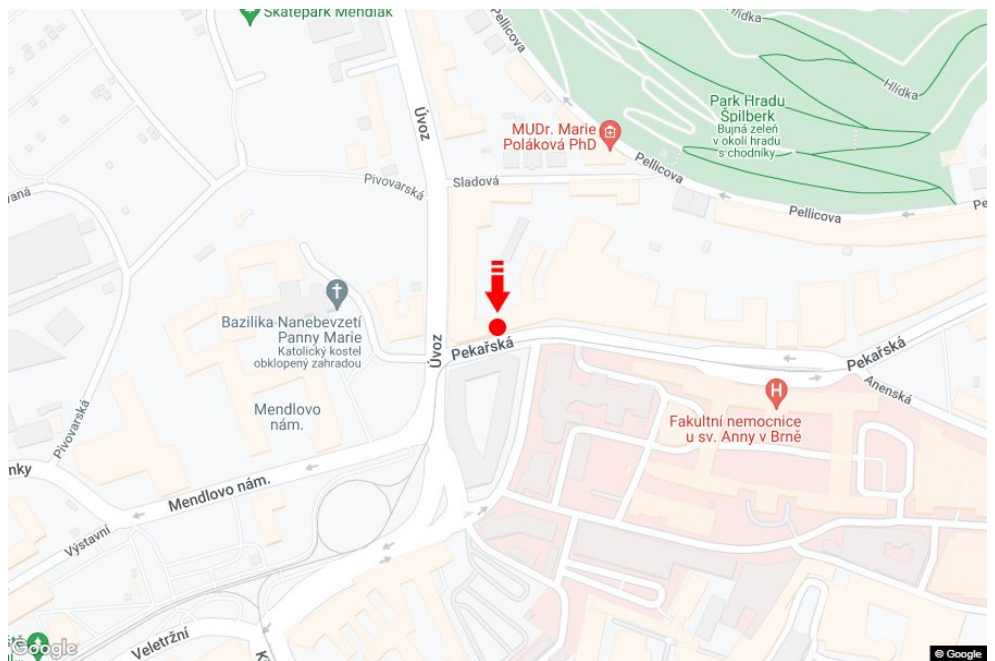 Skatepark Mendlák
Pellicova
Hlídka
Hlídka
Úvoz
Park Hradu
Špilberk
Bujná zeleň
v okolí hradu
s chodníky
MUDr. Marie
Poláková PhD
Pellicova
Pivovarská
Sladová
Pellicova
Bazilika Nanebevzetí
Panny Marie
Katolický kostel
obklopený zahradou
Úvoz
Pekařská
Pekařská
Anenská
Mendlovo
nám.
Pivovarská
H
Fakultní nemocnice
u sv. Anny v Brně
Mendlovo nám.
Výstavní
Veletržní
Google
© Google